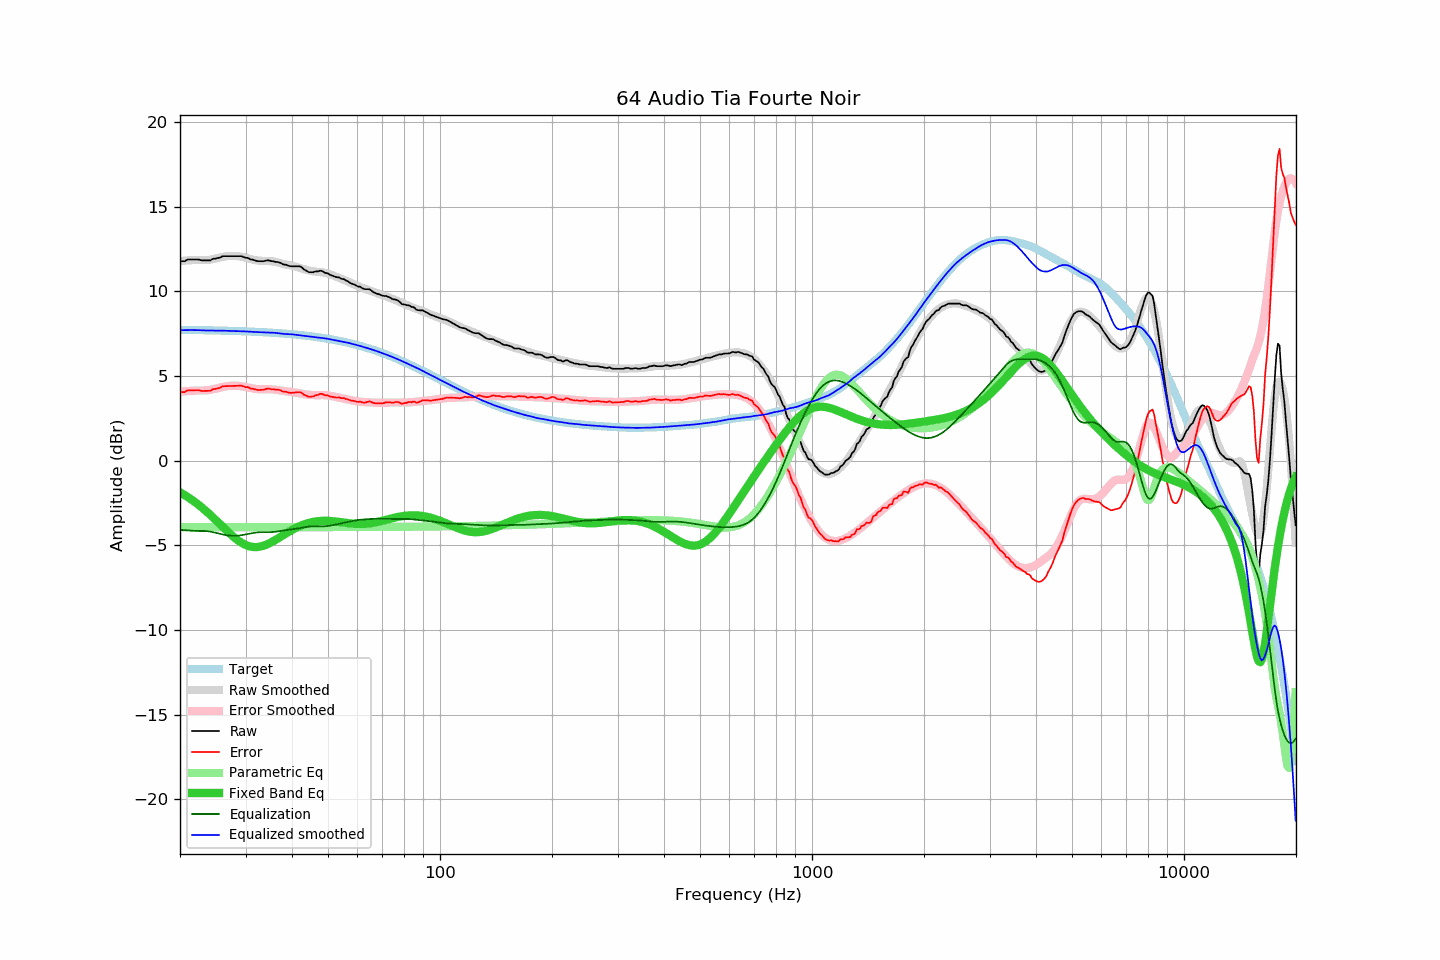 64 Audio Tia Fourte Noir
20
15
10
5
0
−5
−10
−15
−20
Amplitude (dBr)
Target
Raw Smoothed
Error Smoothed
Raw
Error
Parametric Eq
Fixed Band Eq
Equalization
Equalized smoothed
100 1000 10000
Frequency (Hz)